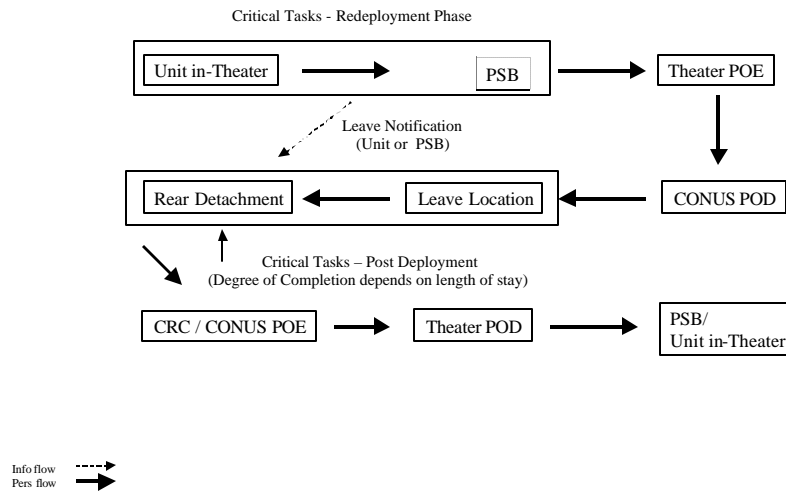 Critical Tasks - Redeployment Phase
Unit in-Theater
PSB
Theater POE
Leave Notification
(Unit or PSB)
Rear Detachment
Leave Location
CONUS POD
Critical Tasks – Post Deployment
(Degree of Completion depends on length of stay)
CRC / CONUS POE
Theater POD
PSB/
Unit in-Theater
Info flow
Pers flow